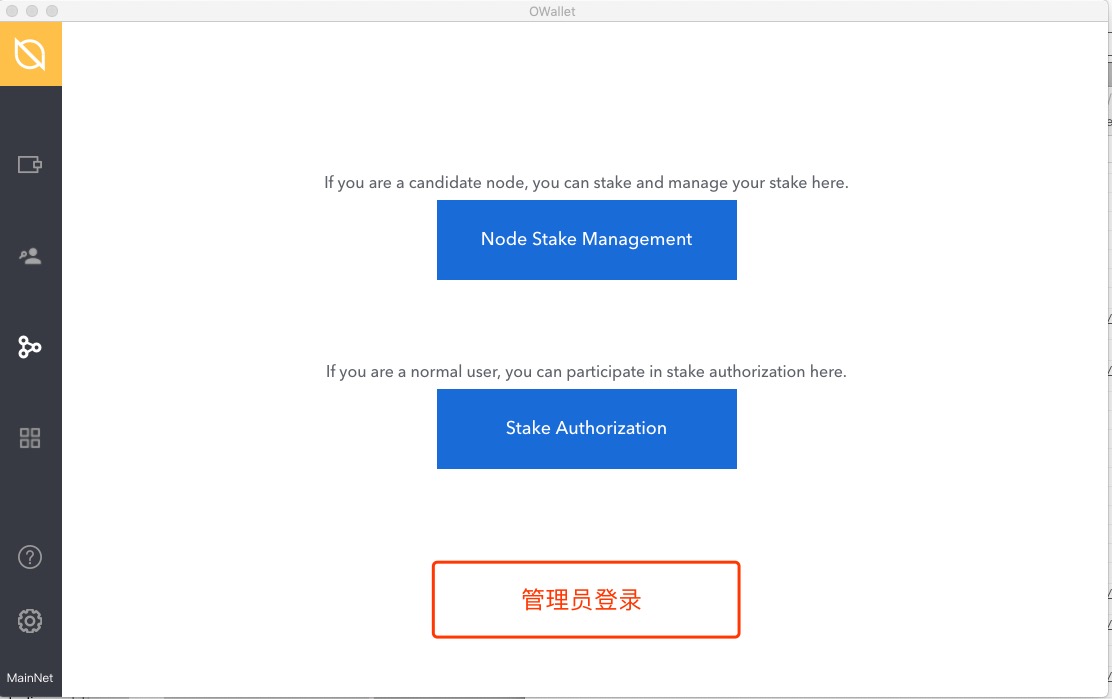 OWallet
If you are a candidate node, you can stake and manage your stake here.
Node Stake Management
If you are a normal user, you can participate in stake authorization here.
Stake Authorization
管理员登录
MainNet